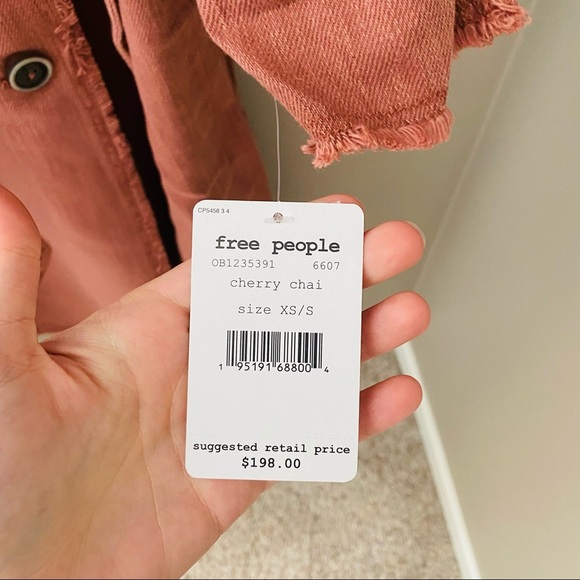 CP5458 3 4
free people
OB1235391 6607
cherry chai
size XS/S
1 95191 68800 4
suggested retail price
$198.00